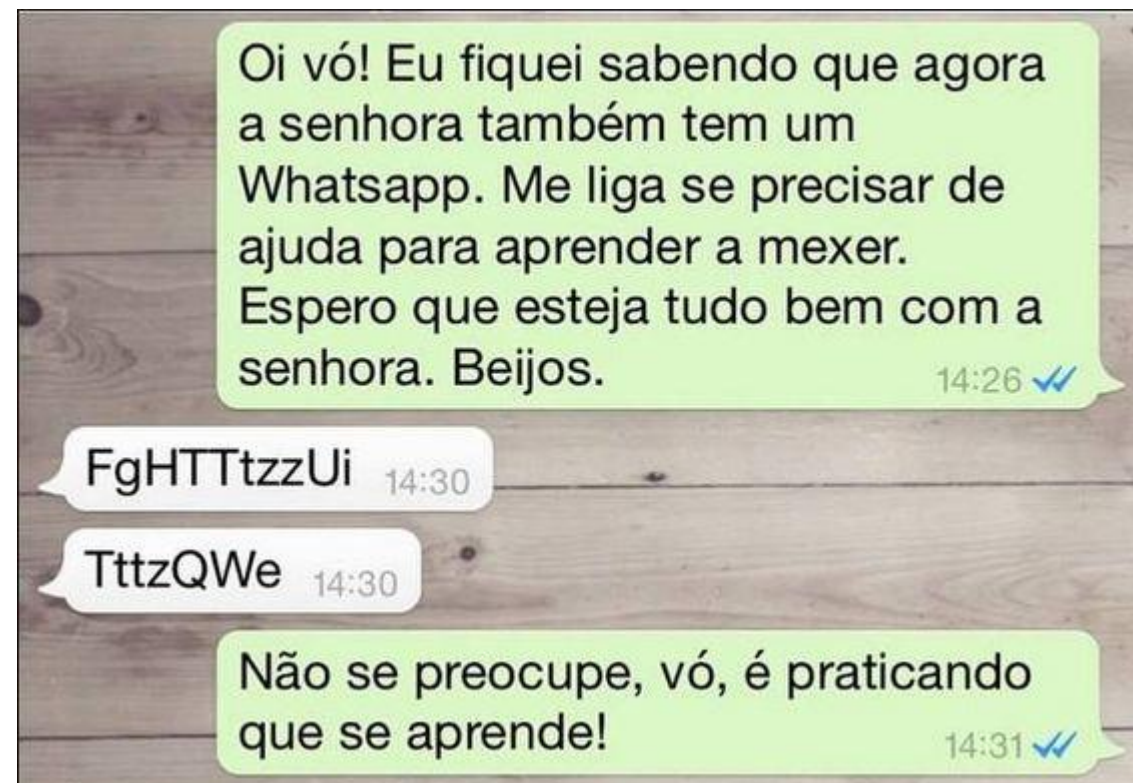 Oi vó! Eu fiquei sabendo que agora
a senhora também tem um
Whatsapp. Me liga se precisar de
ajuda para aprender a mexer.
Espero que esteja tudo bem com a
senhora. Beijos. 14:26
FgHTTtzzUi 14:30
TttzQWe 14:30
Não se preocupe, vó, é praticando
que se aprende! 14:31